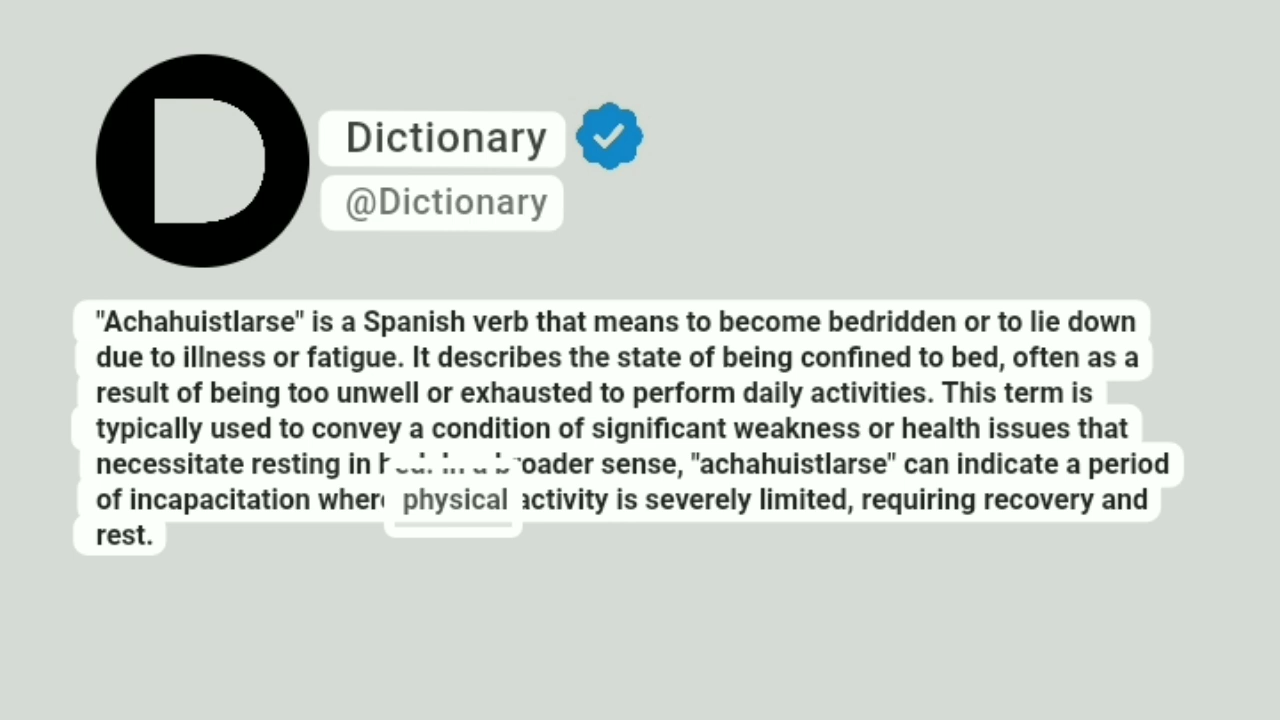 D
Dictionary
@Dictionary
"Achahuistlarse" is a Spanish verb that means to become bedridden or to lie down
due to illness or fatigue. It describes the state of being confined to bed, often as a
result of being too unwell or exhausted to perform daily activities. This term is
typically used to convey a condition of significant weakness or health issues that
necessitate resting in bed. In a broader sense, "achahuistlarse" can indicate a period
of incapacitation where physical activity is severely limited, requiring recovery and
rest.